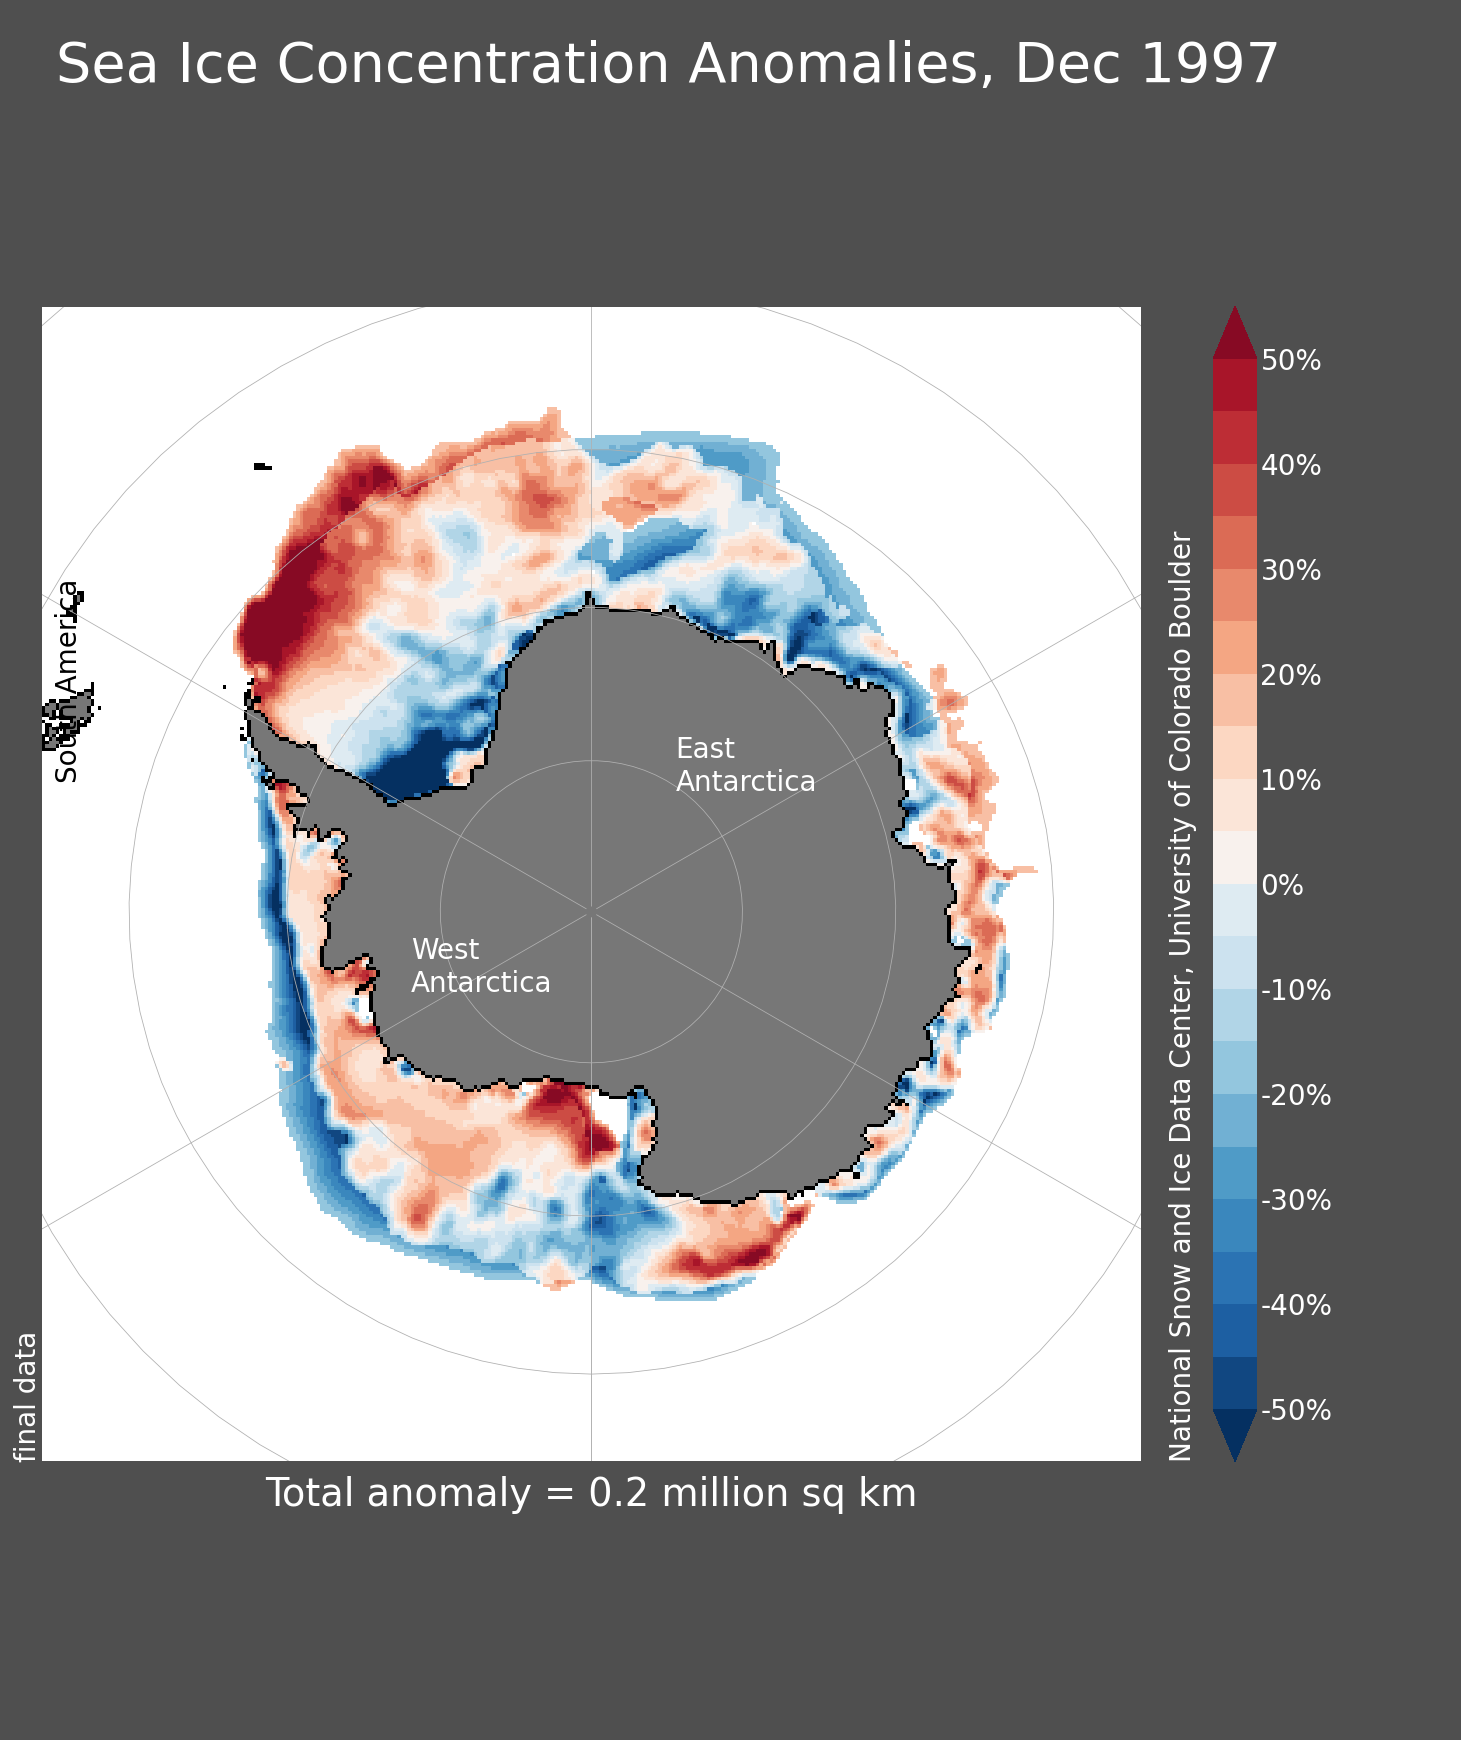 Sea Ice Concentration Anomalies, Dec 1997
South America
East
Antarctica
West
Antarctica
50%
40%
30%
20%
10%
0%
-10%
-20%
-30%
-40%
-50%
National Snow and Ice Data Center, University of Colorado Boulder
final data
Total anomaly = 0.2 million sq km